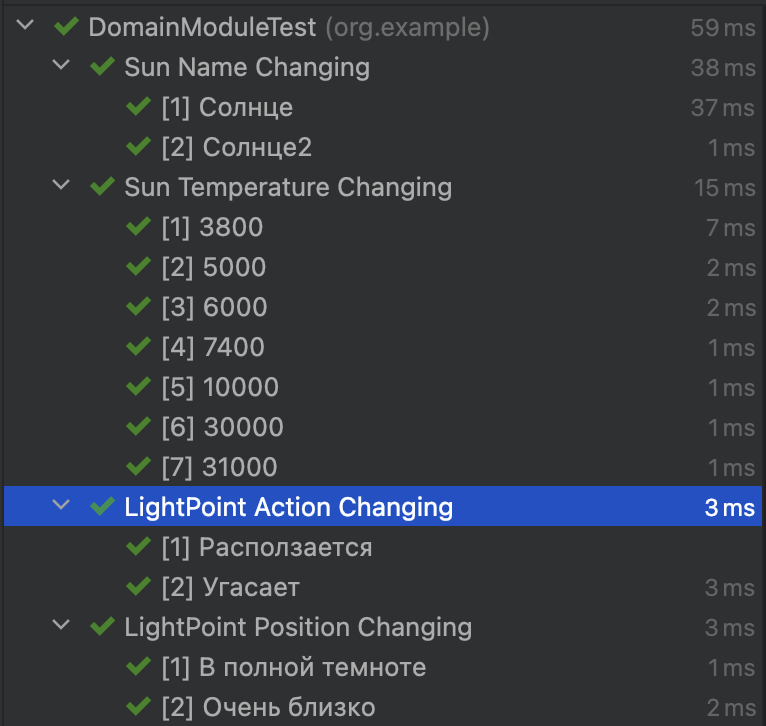 DomainModuleTest (org.example) 59 ms
Sun Name Changing 38 ms
[1] Солнце 37 ms
[2] Солнце2 1 ms
Sun Temperature Changing 15 ms
[1] 3800 7 ms
[2] 5000 2 ms
[3] 6000 2 ms
[4] 7400 1 ms
[5] 10000 1 ms
[6] 30000 1 ms
[7] 31000 1 ms
LightPoint Action Changing 3 ms
[1] Расползается
[2] Угасает 3 ms
LightPoint Position Changing 3 ms
[1] В полной темноте 1 ms
[2] Очень близко 2 ms